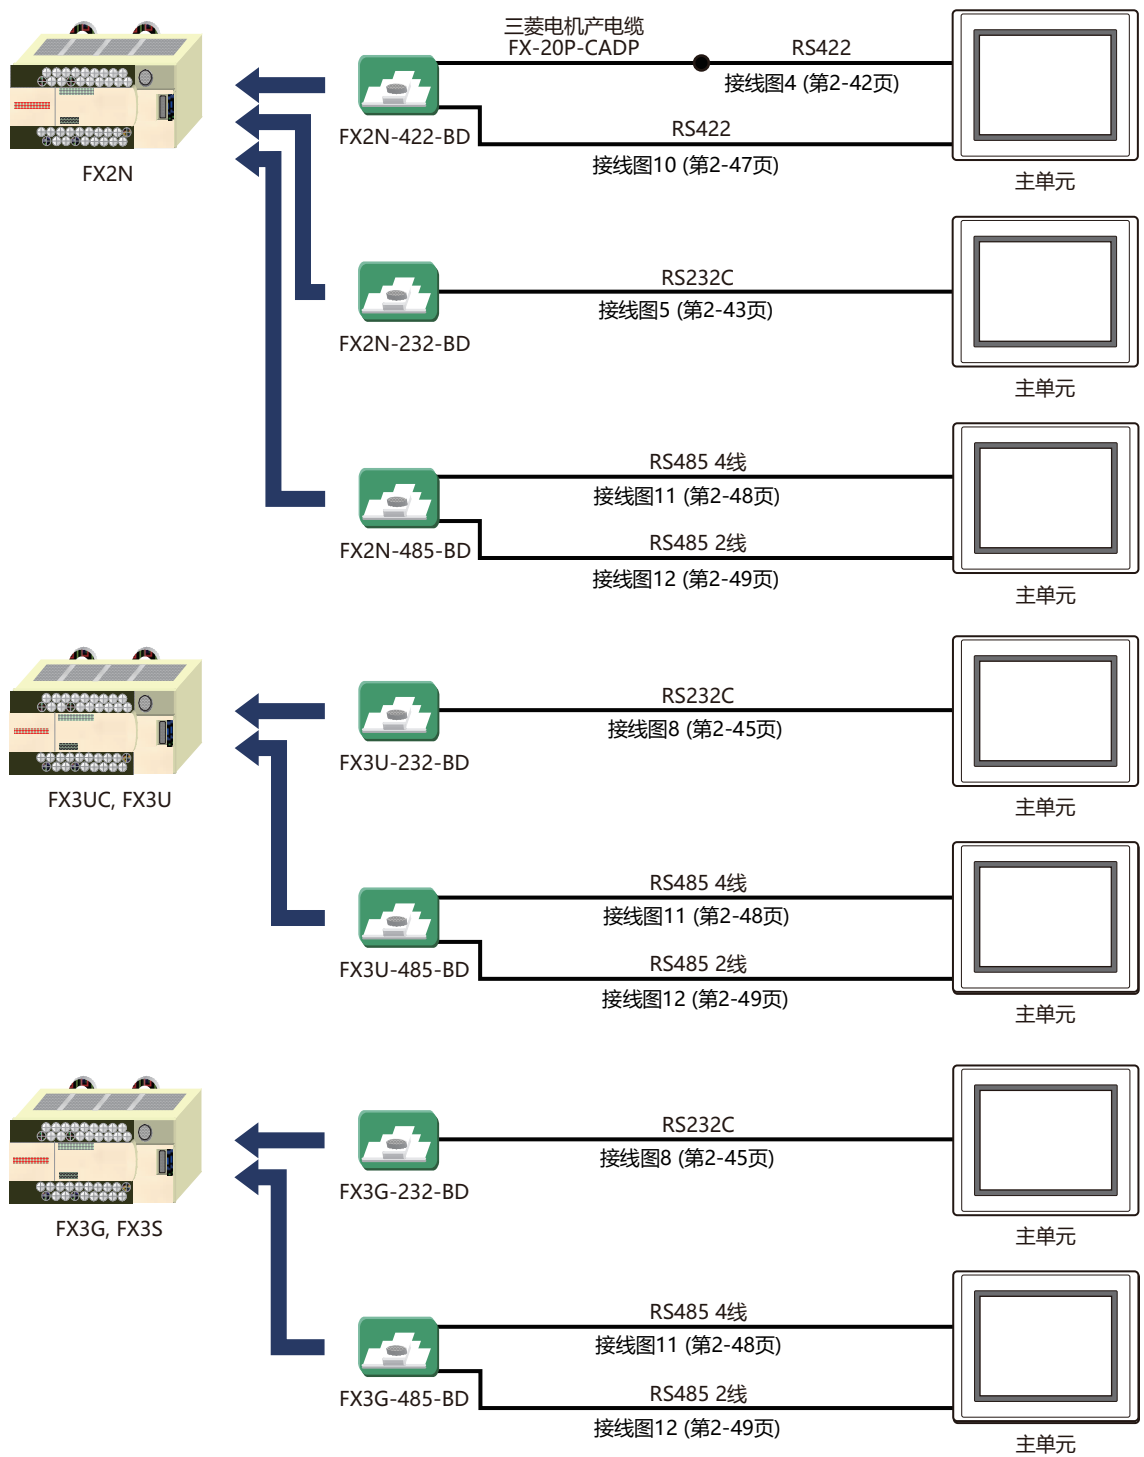 三菱电机产电缆
FX-20P-CADP
RS422
接线图4 (第2-42页)
FX2N-422-BD
RS422
接线图10 (第2-47页)
FX2N
主单元
RS232C
接线图5 (第2-43页)
FX2N-232-BD
主单元
RS485 4线
接线图11 (第2-48页)
FX2N-485-BD
RS485 2线
接线图12 (第2-49页)
主单元
RS232C
接线图8 (第2-45页)
FX3U-232-BD
FX3UC, FX3U
主单元
RS485 4线
接线图11 (第2-48页)
FX3U-485-BD
RS485 2线
接线图12 (第2-49页)
主单元
RS232C
接线图8 (第2-45页)
FX3G-232-BD
FX3G, FX3S
主单元
RS485 4线
接线图11 (第2-48页)
FX3G-485-BD
RS485 2线
接线图12 (第2-49页)
主单元